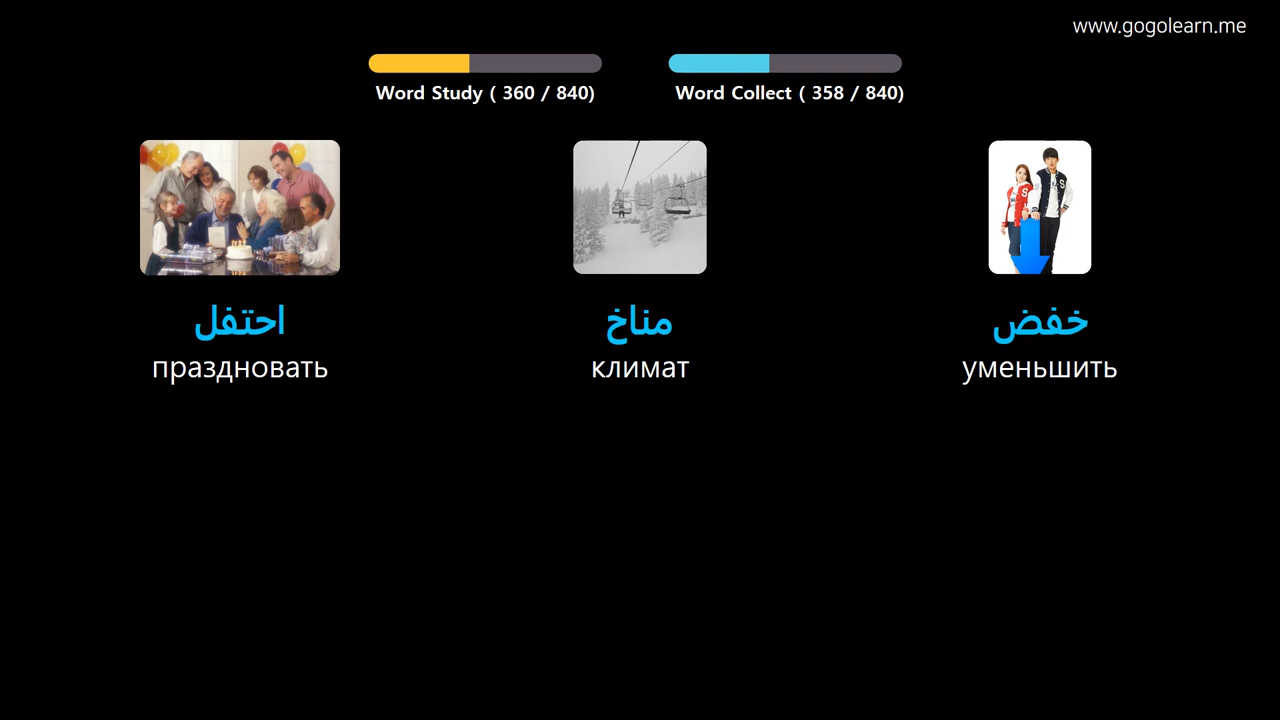 www.gogolearn.me
Word Study ( 360 / 840)
Word Collect ( 358 / 840)
احتفل
праздновать
مناخ
климат
خفض
уменьшить